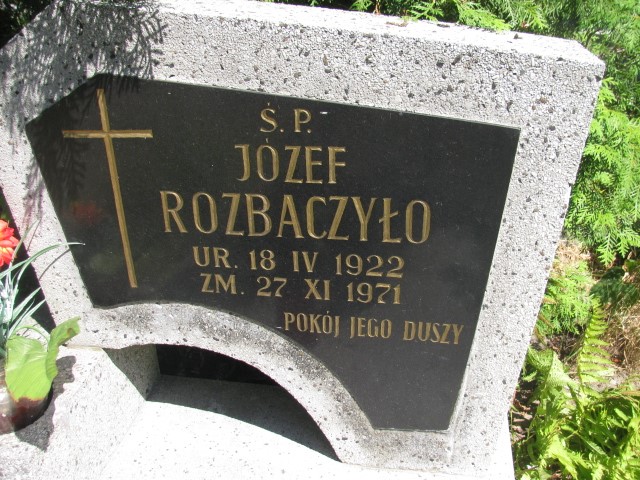 Ś.P.
JÓZEF
ROZBACZYŁO
UR. 18 IV 1922
ZM. 27 XI 1971
POKÓJ JEGO DUSZY